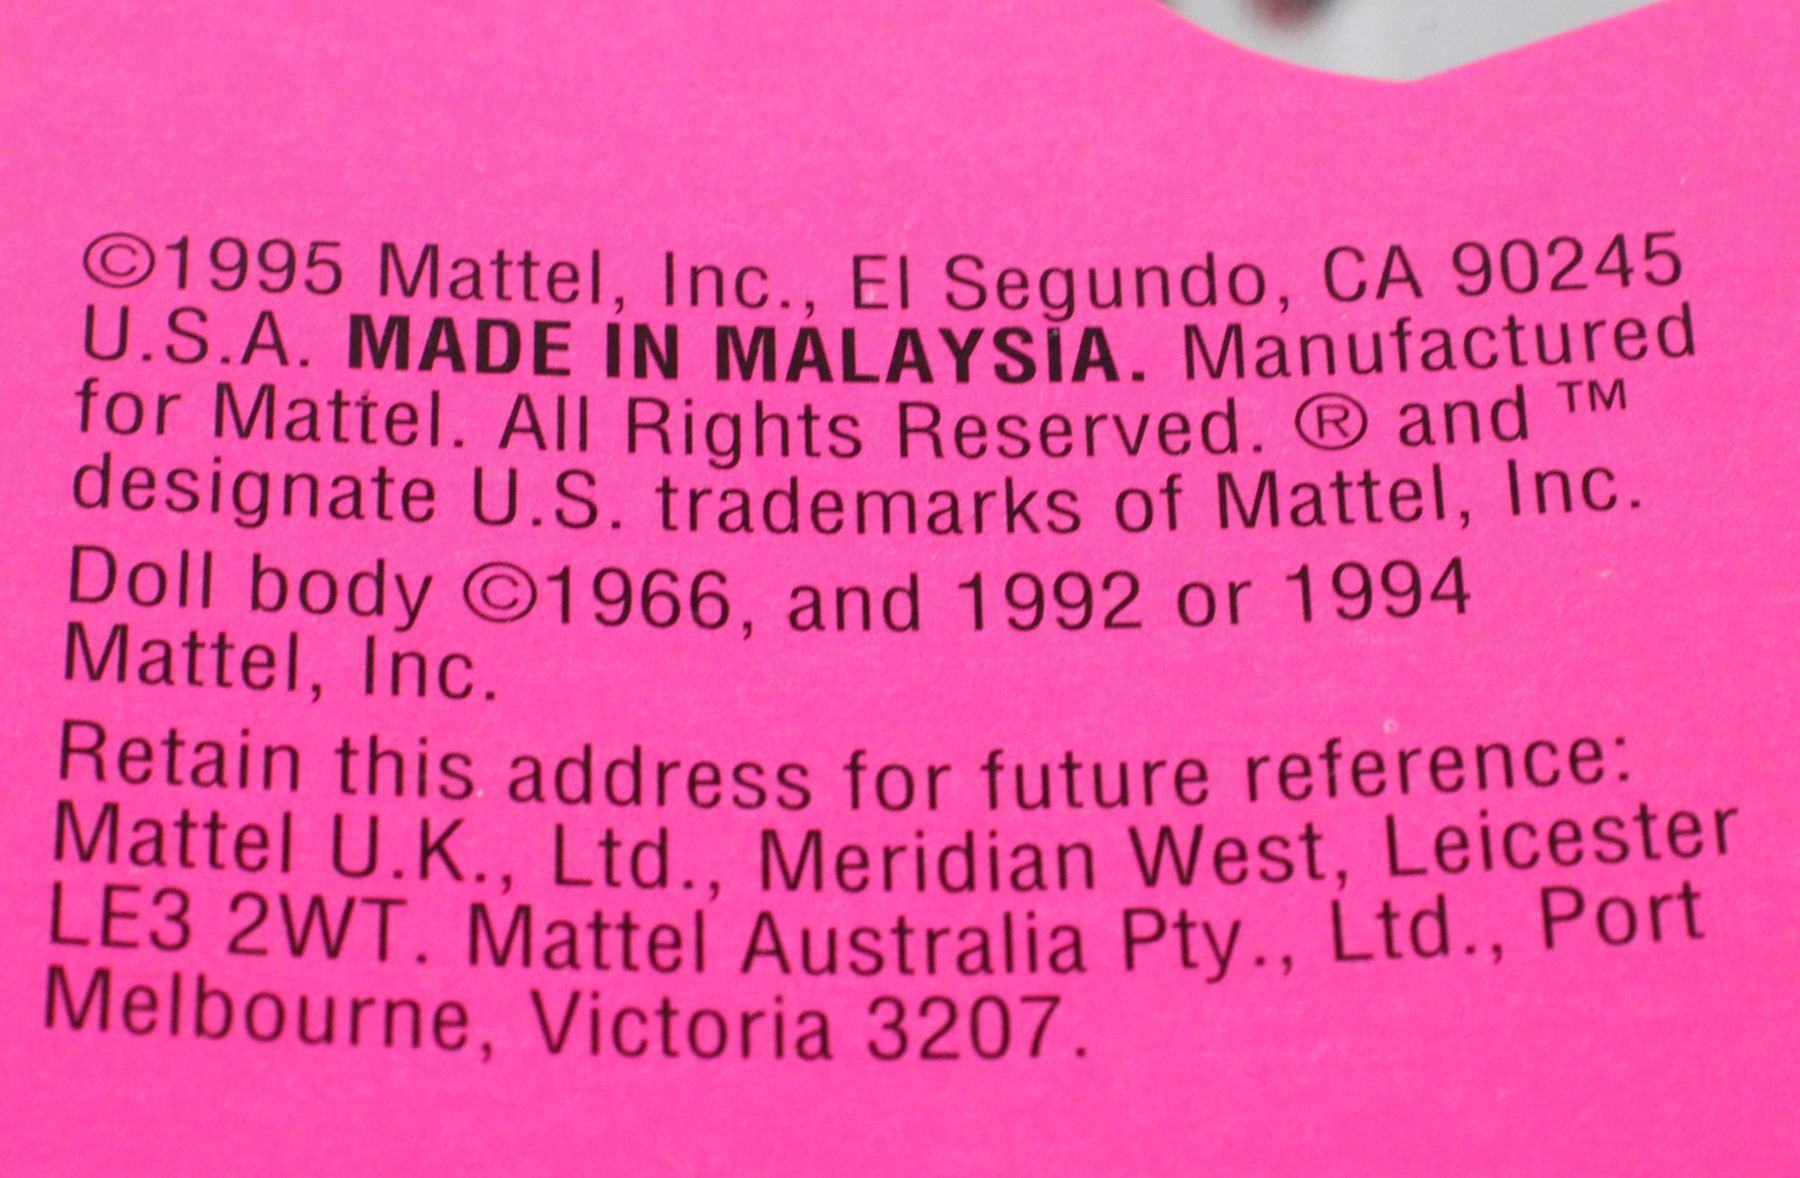 ©1995 Mattel, Inc., El Segundo, CA 90245
U.S.A. MADE IN MALAYSIA. Manufactured
for Mattel. All Rights Reserved. ® and ™
designate U.S. trademarks of Mattel, Inc.
Doll body ©1966, and 1992 or 1994
Mattel, Inc.
Retain this address for future reference:
Mattel U.K., Ltd., Meridian West, Leicester
LE3 2WT. Mattel Australia Pty., Ltd., Port
Melbourne, Victoria 3207.